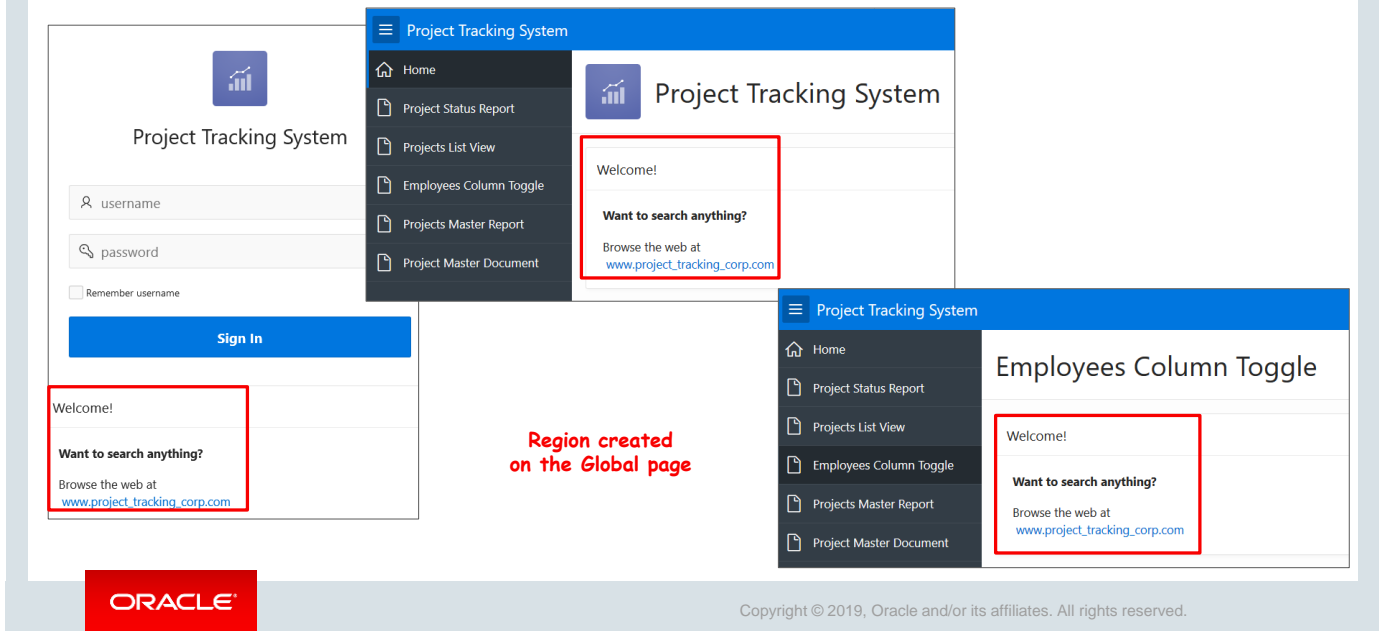 Project Tracking System
username
password
Remember username
Sign In
Welcome!
Want to search anything?
Browse the web at
www.project_tracking_corp.com
Project Tracking System
Home
Project Status Report
Projects List View
Employees Column Toggle
Projects Master Report
Project Master Document
Project Tracking System
Welcome!
Want to search anything?
Browse the web at
www.project_tracking_corp.com
Region created
on the Global page
Project Tracking System
Home
Project Status Report
Projects List View
Employees Column Toggle
Projects Master Report
Project Master Document
Employees Column Toggle
Welcome!
Want to search anything?
Browse the web at
www.project_tracking_corp.com
ORACLE®
Copyright © 2019, Oracle and/or its affiliates. All rights reserved.